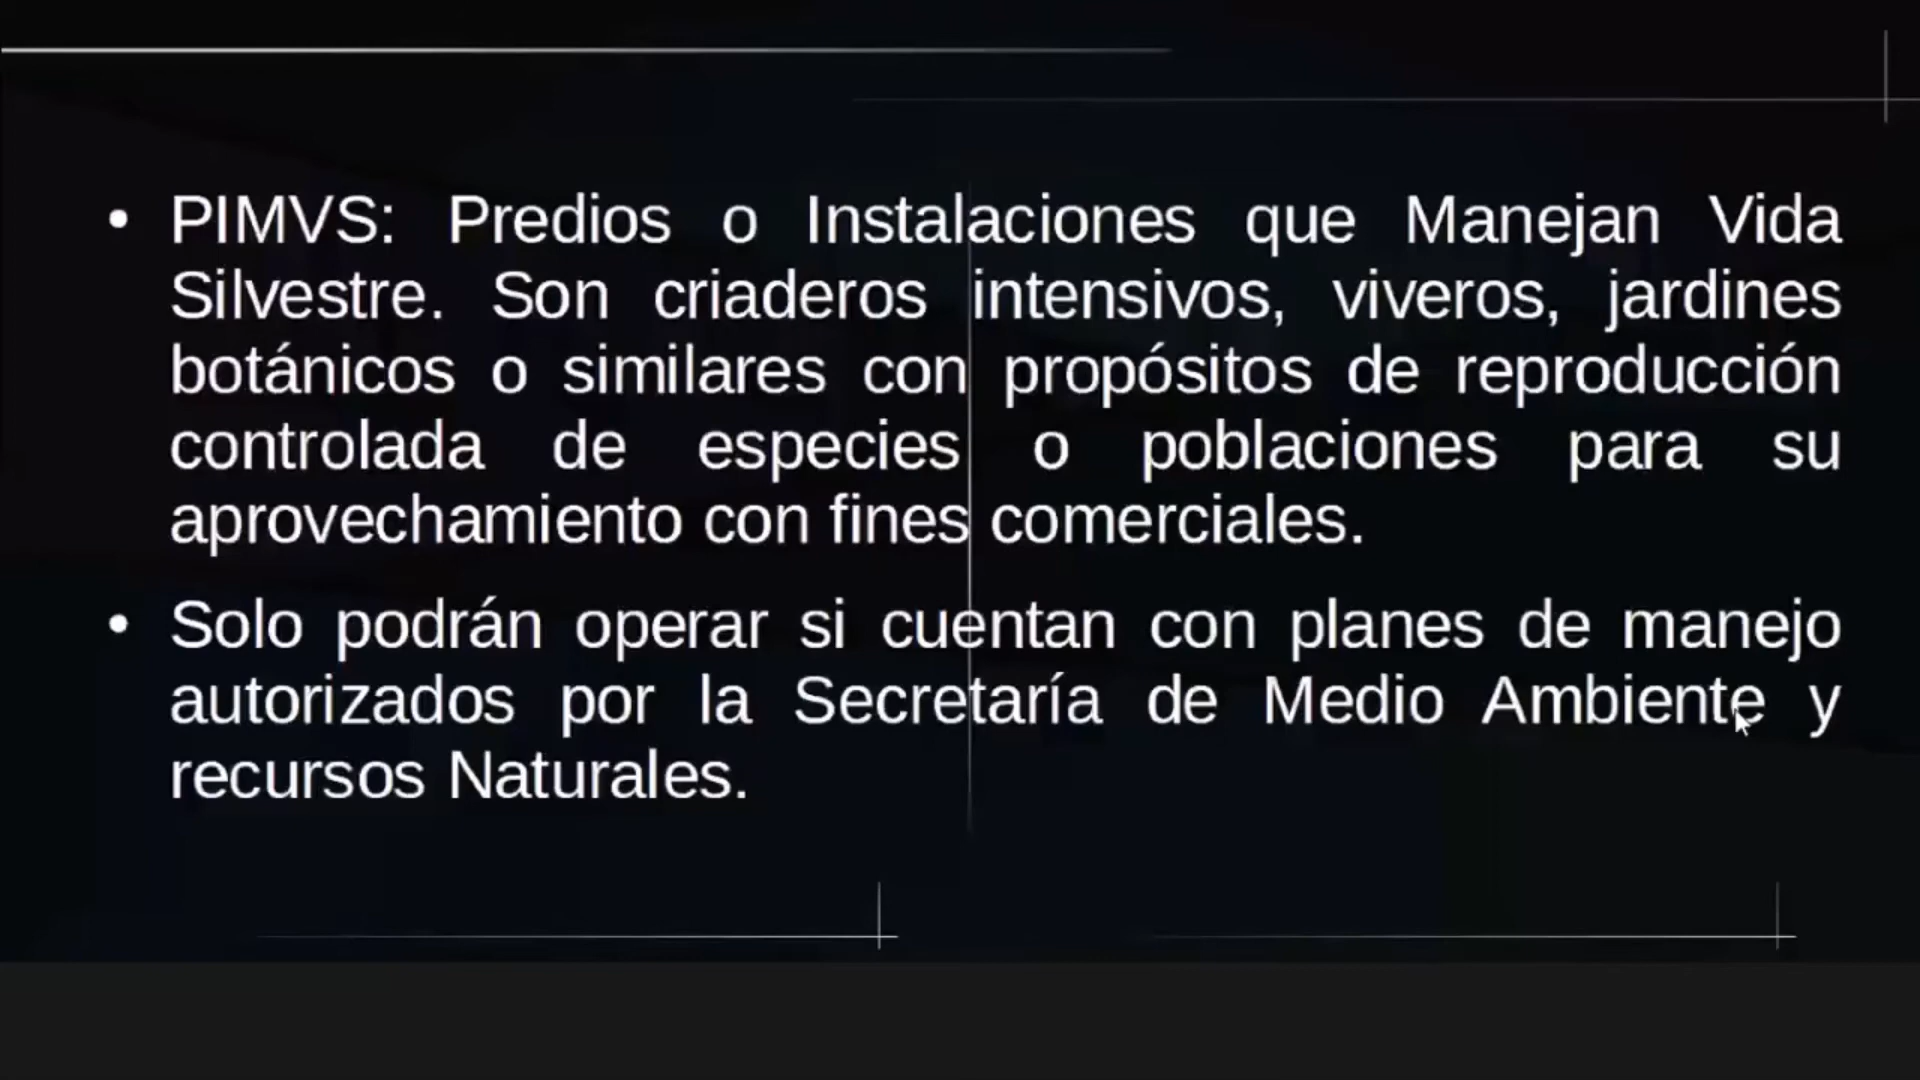 • PIMVS: Predios o Instalaciones que Manejan Vida
Silvestre. Son criaderos intensivos, viveros, jardines
botánicos o similares con propósitos de reproducción
controlada de especies o poblaciones para su
aprovechamiento con fines comerciales.
• Solo podrán operar si cuentan con planes de manejo
autorizados por la Secretaría de Medio Ambiente y
recursos Naturales.